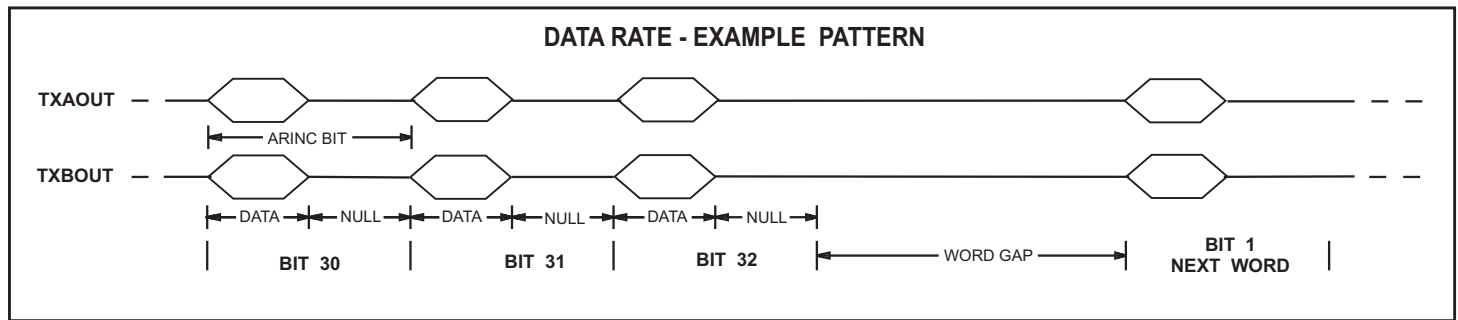 DATA RATE - EXAMPLE PATTERN
TXAOUT
ARINC BIT
TXBOUT
DATA NULL DATA NULL DATA NULL
BIT 30 BIT 31 BIT 32 WORD GAP BIT 1
NEXT WORD